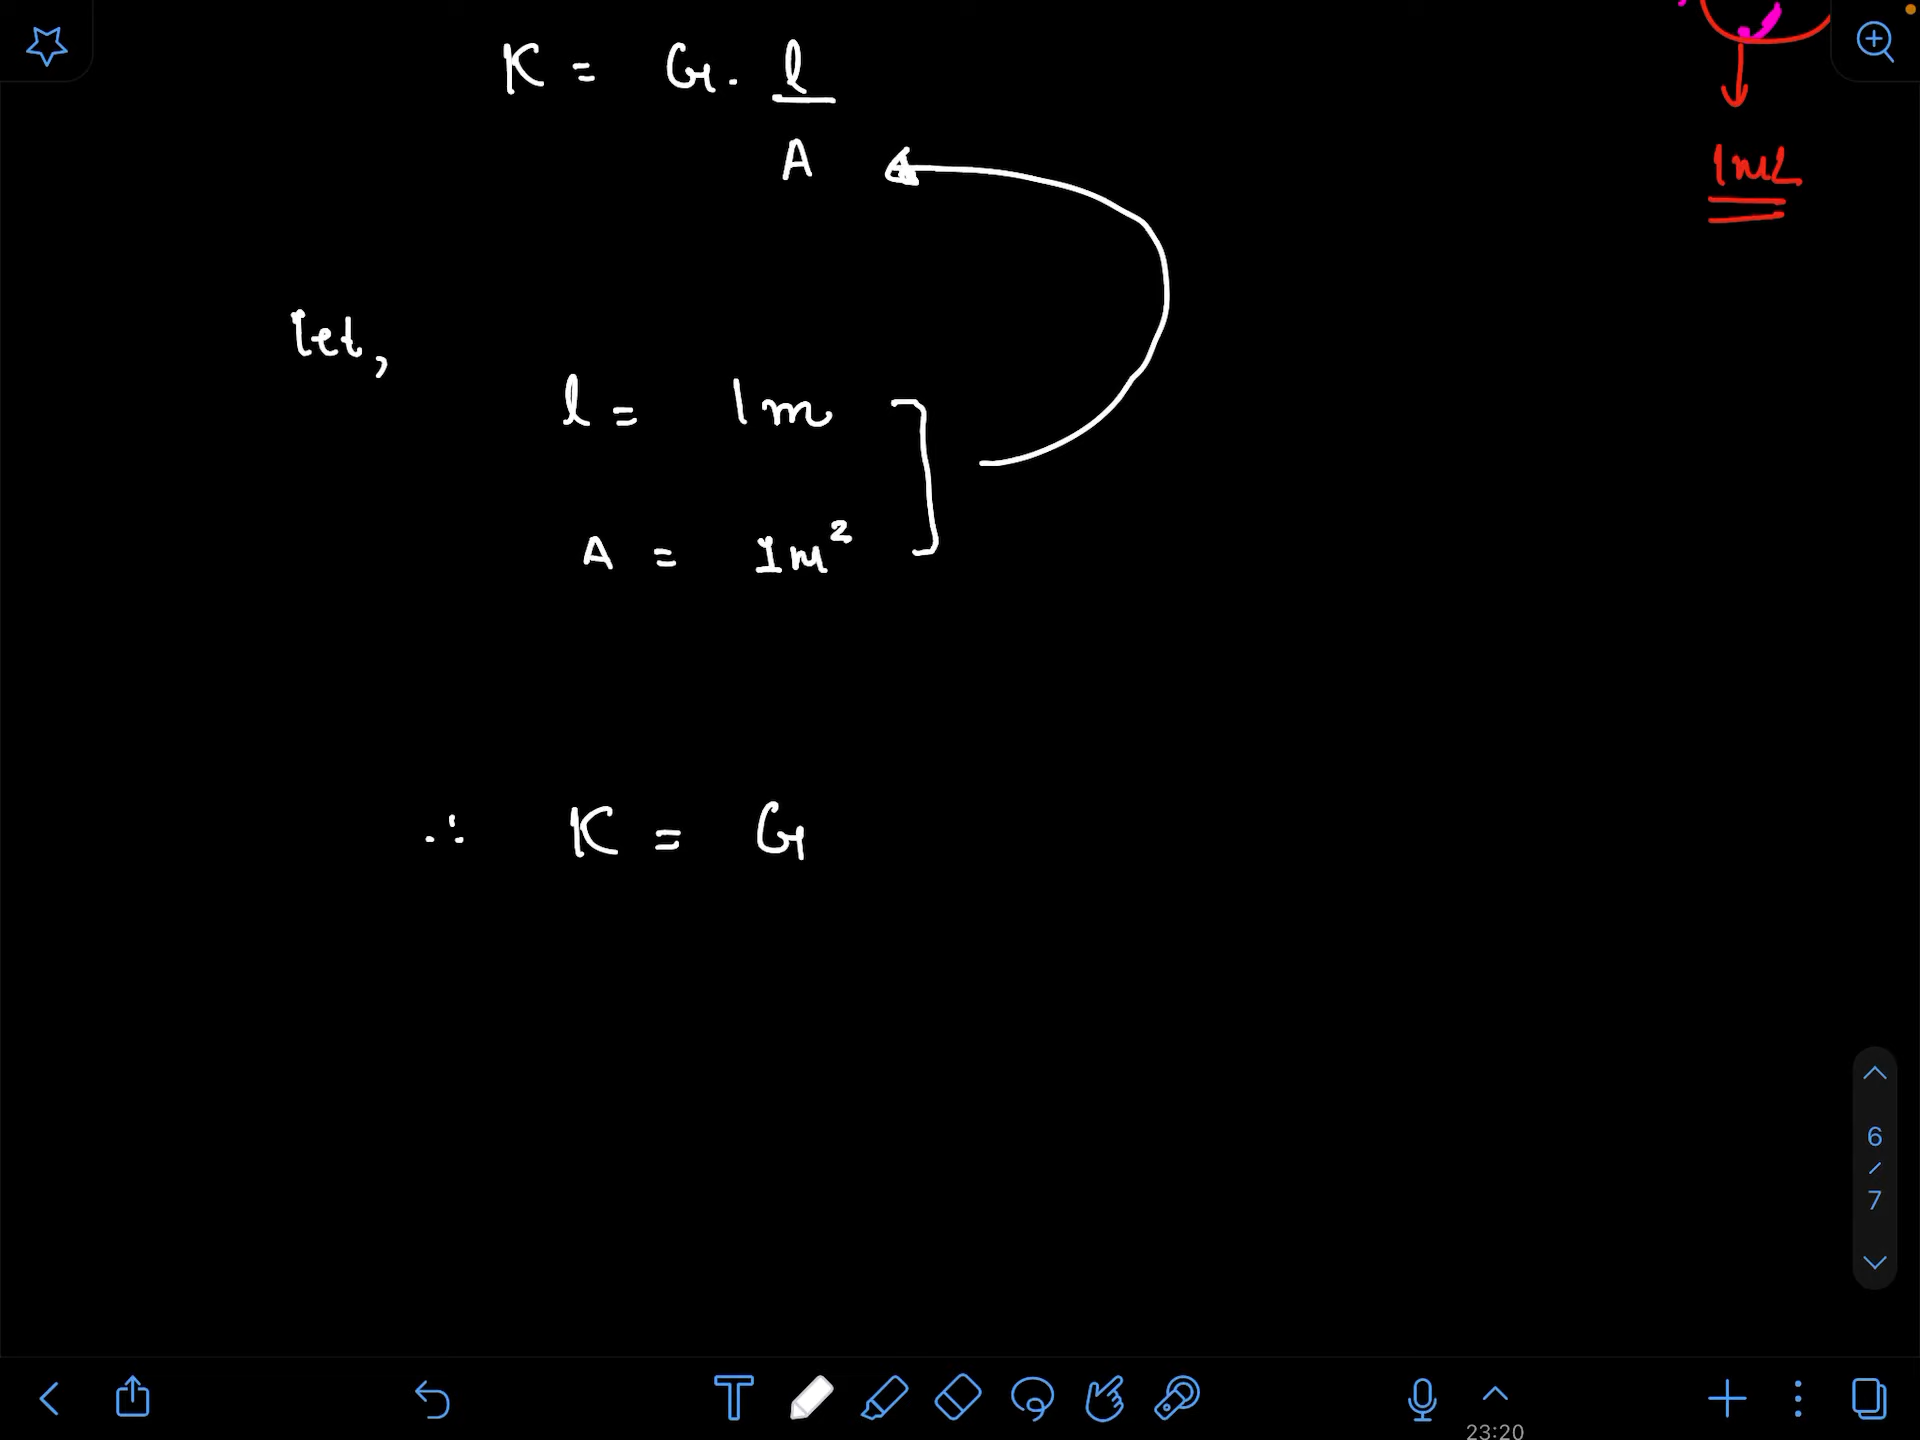 K = G. l
A
1mL
let,
l = 1m
A = 1m²
∴ K = G
6
/
7
T
23:20